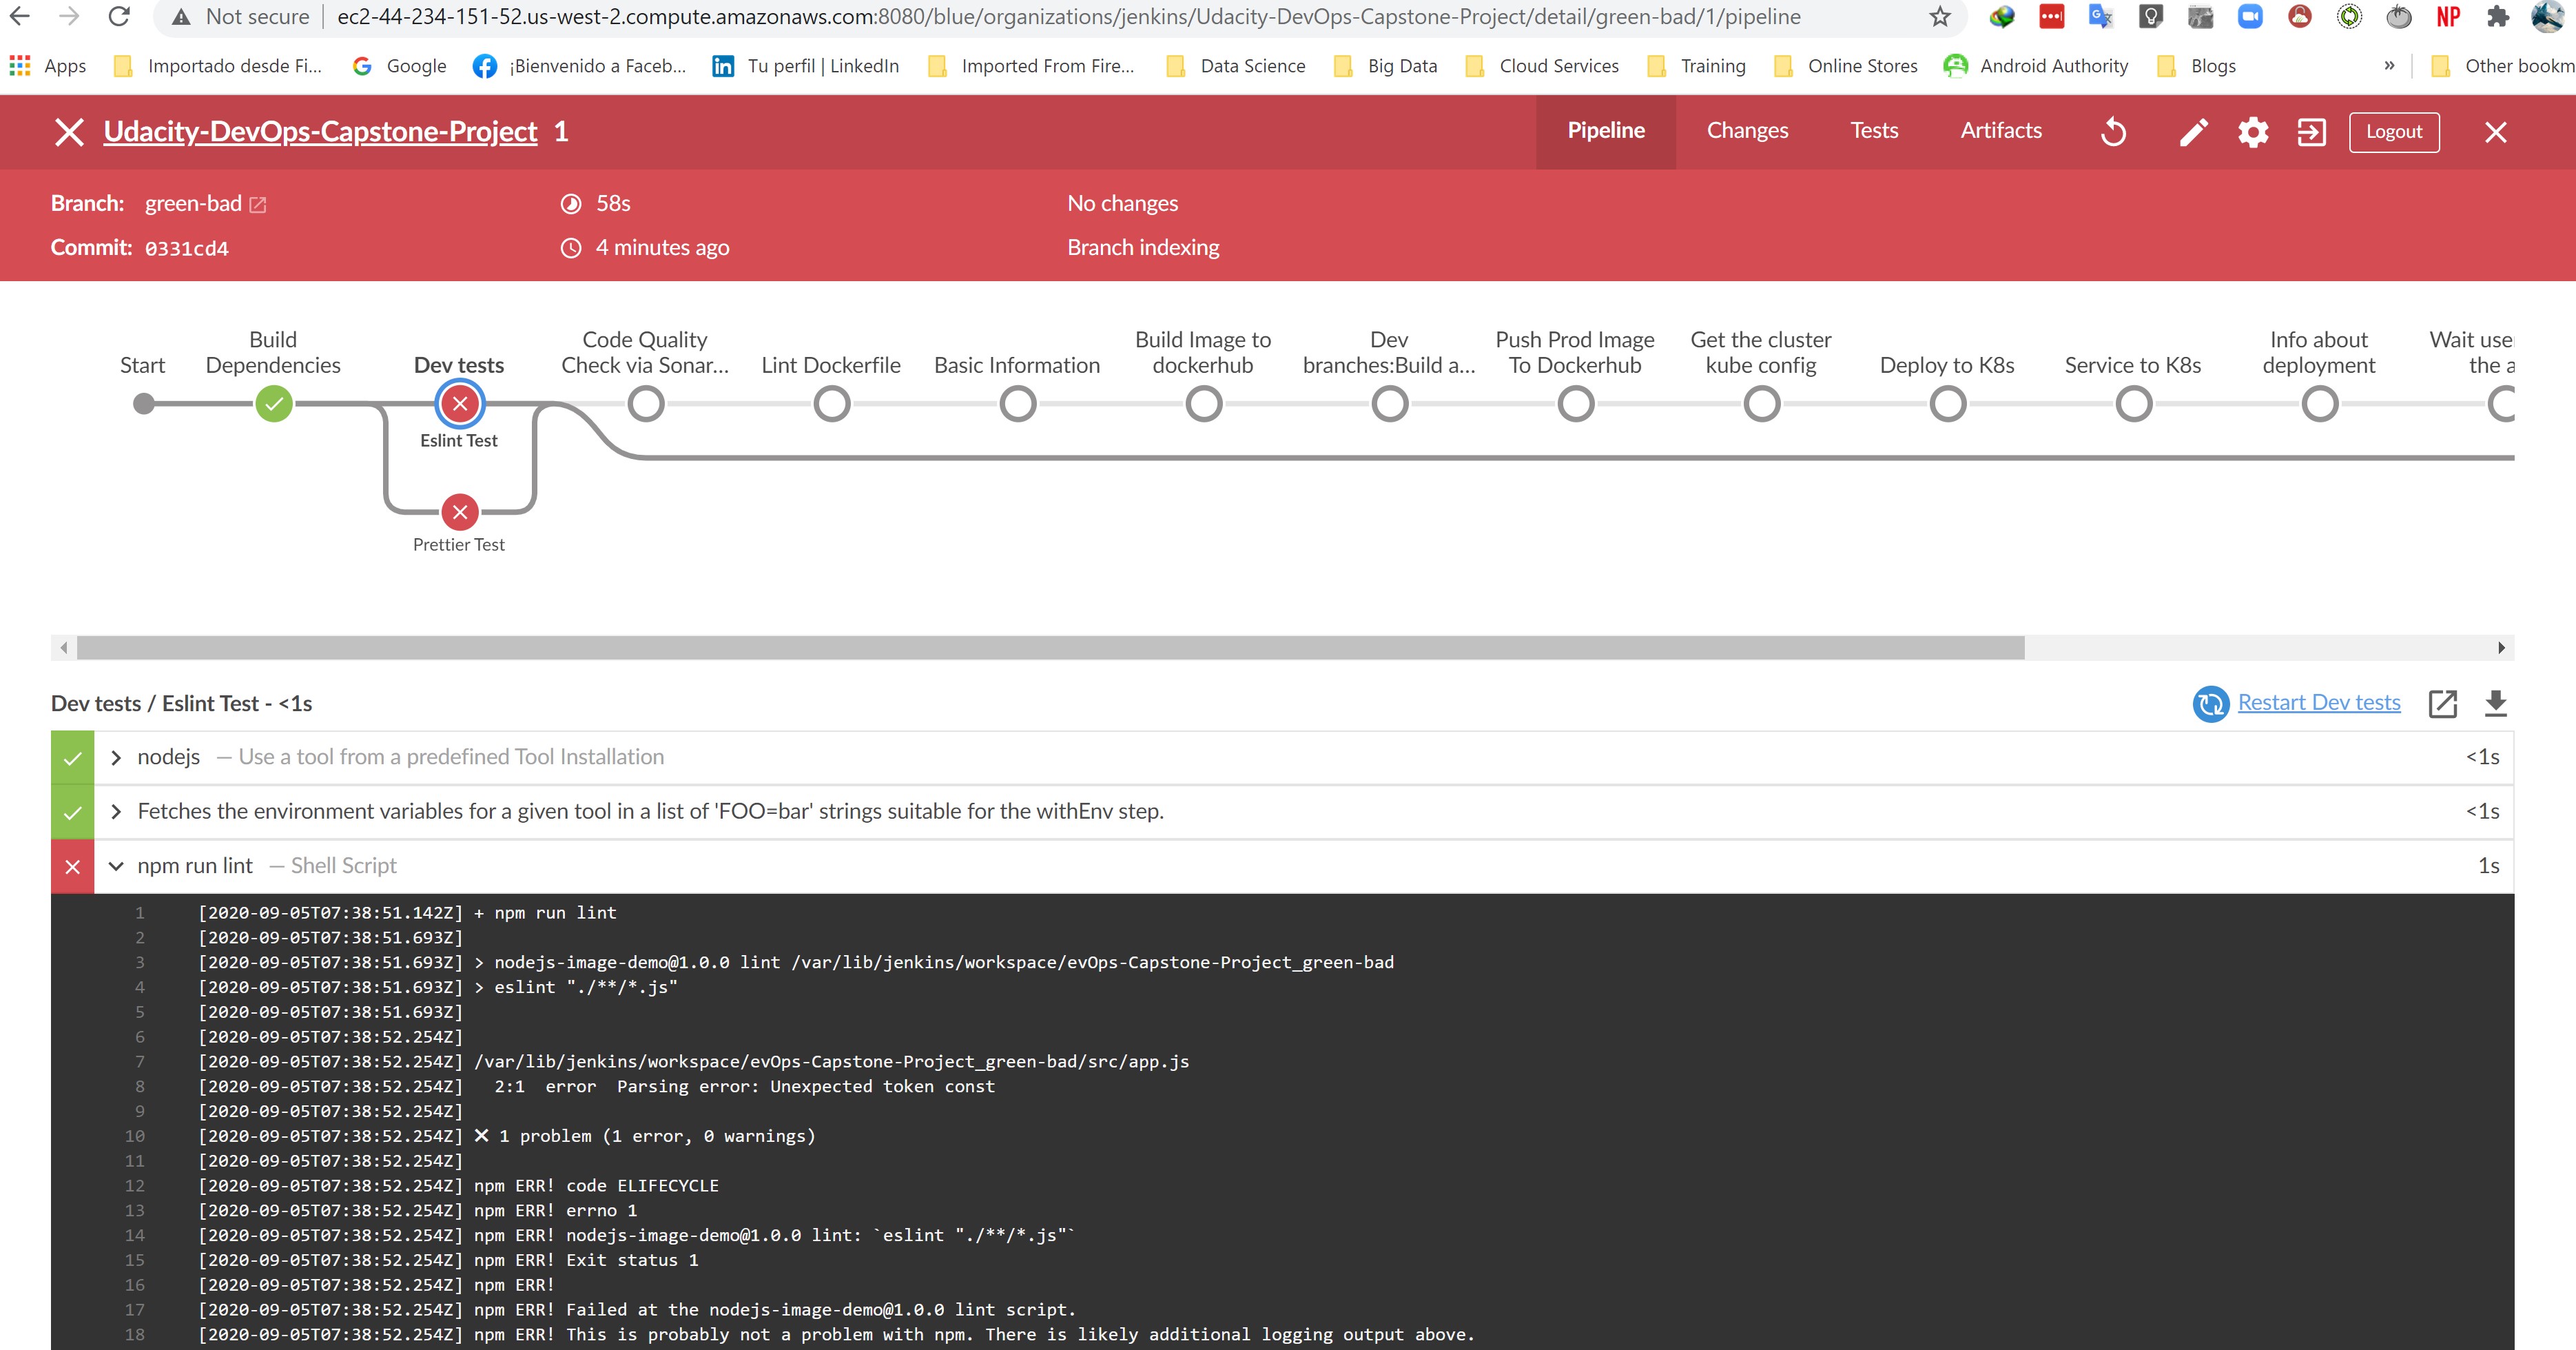 Not secure | ec2-44-234-151-52.us-west-2.compute.amazonaws.com:8080/blue/organizations/jenkins/Udacity-DevOps-Capstone-Project/detail/green-bad/1/pipeline
NP
Apps Importado desde Fi... Google ¡Bienvenido a Faceb... Tu perfil | LinkedIn Imported From Fire... Data Science Big Data Cloud Services Training Online Stores Android Authority Blogs » Other bookm
Udacity-DevOps-Capstone-Project 1 Pipeline Changes Tests Artifacts Logout
Branch: green-bad 58s No changes
Commit: 0331cd4 4 minutes ago Branch indexing
Start
Build Dependencies
Dev tests
Code Quality Check via Sonar...
Lint Dockerfile
Basic Information
Build Image to dockerhub
Dev branches:Build a...
Push Prod Image To Dockerhub
Get the cluster kube config
Deploy to K8s
Service to K8s
Info about deployment
Wait use
the a
Eslint Test
Prettier Test
Dev tests / Eslint Test - <1s Restart Dev tests
nodejs — Use a tool from a predefined Tool Installation <1s
Fetches the environment variables for a given tool in a list of 'FOO=bar' strings suitable for the withEnv step. <1s
npm run lint — Shell Script 1s
1 [2020-09-05T07:38:51.142Z] + npm run lint
2 [2020-09-05T07:38:51.693Z]
3 [2020-09-05T07:38:51.693Z] > nodejs-image-demo@1.0.0 lint /var/lib/jenkins/workspace/evOps-Capstone-Project_green-bad
4 [2020-09-05T07:38:51.693Z] > eslint "./**/*.js"
5 [2020-09-05T07:38:51.693Z]
6 [2020-09-05T07:38:52.254Z]
7 [2020-09-05T07:38:52.254Z] /var/lib/jenkins/workspace/evOps-Capstone-Project_green-bad/src/app.js
8 [2020-09-05T07:38:52.254Z] 2:1 error Parsing error: Unexpected token const
9 [2020-09-05T07:38:52.254Z]
10 [2020-09-05T07:38:52.254Z] ✕ 1 problem (1 error, 0 warnings)
11 [2020-09-05T07:38:52.254Z]
12 [2020-09-05T07:38:52.254Z] npm ERR! code ELIFECYCLE
13 [2020-09-05T07:38:52.254Z] npm ERR! errno 1
14 [2020-09-05T07:38:52.254Z] npm ERR! nodejs-image-demo@1.0.0 lint: `eslint "./**/*.js"`
15 [2020-09-05T07:38:52.254Z] npm ERR! Exit status 1
16 [2020-09-05T07:38:52.254Z] npm ERR!
17 [2020-09-05T07:38:52.254Z] npm ERR! Failed at the nodejs-image-demo@1.0.0 lint script.
18 [2020-09-05T07:38:52.254Z] npm ERR! This is probably not a problem with npm. There is likely additional logging output above.